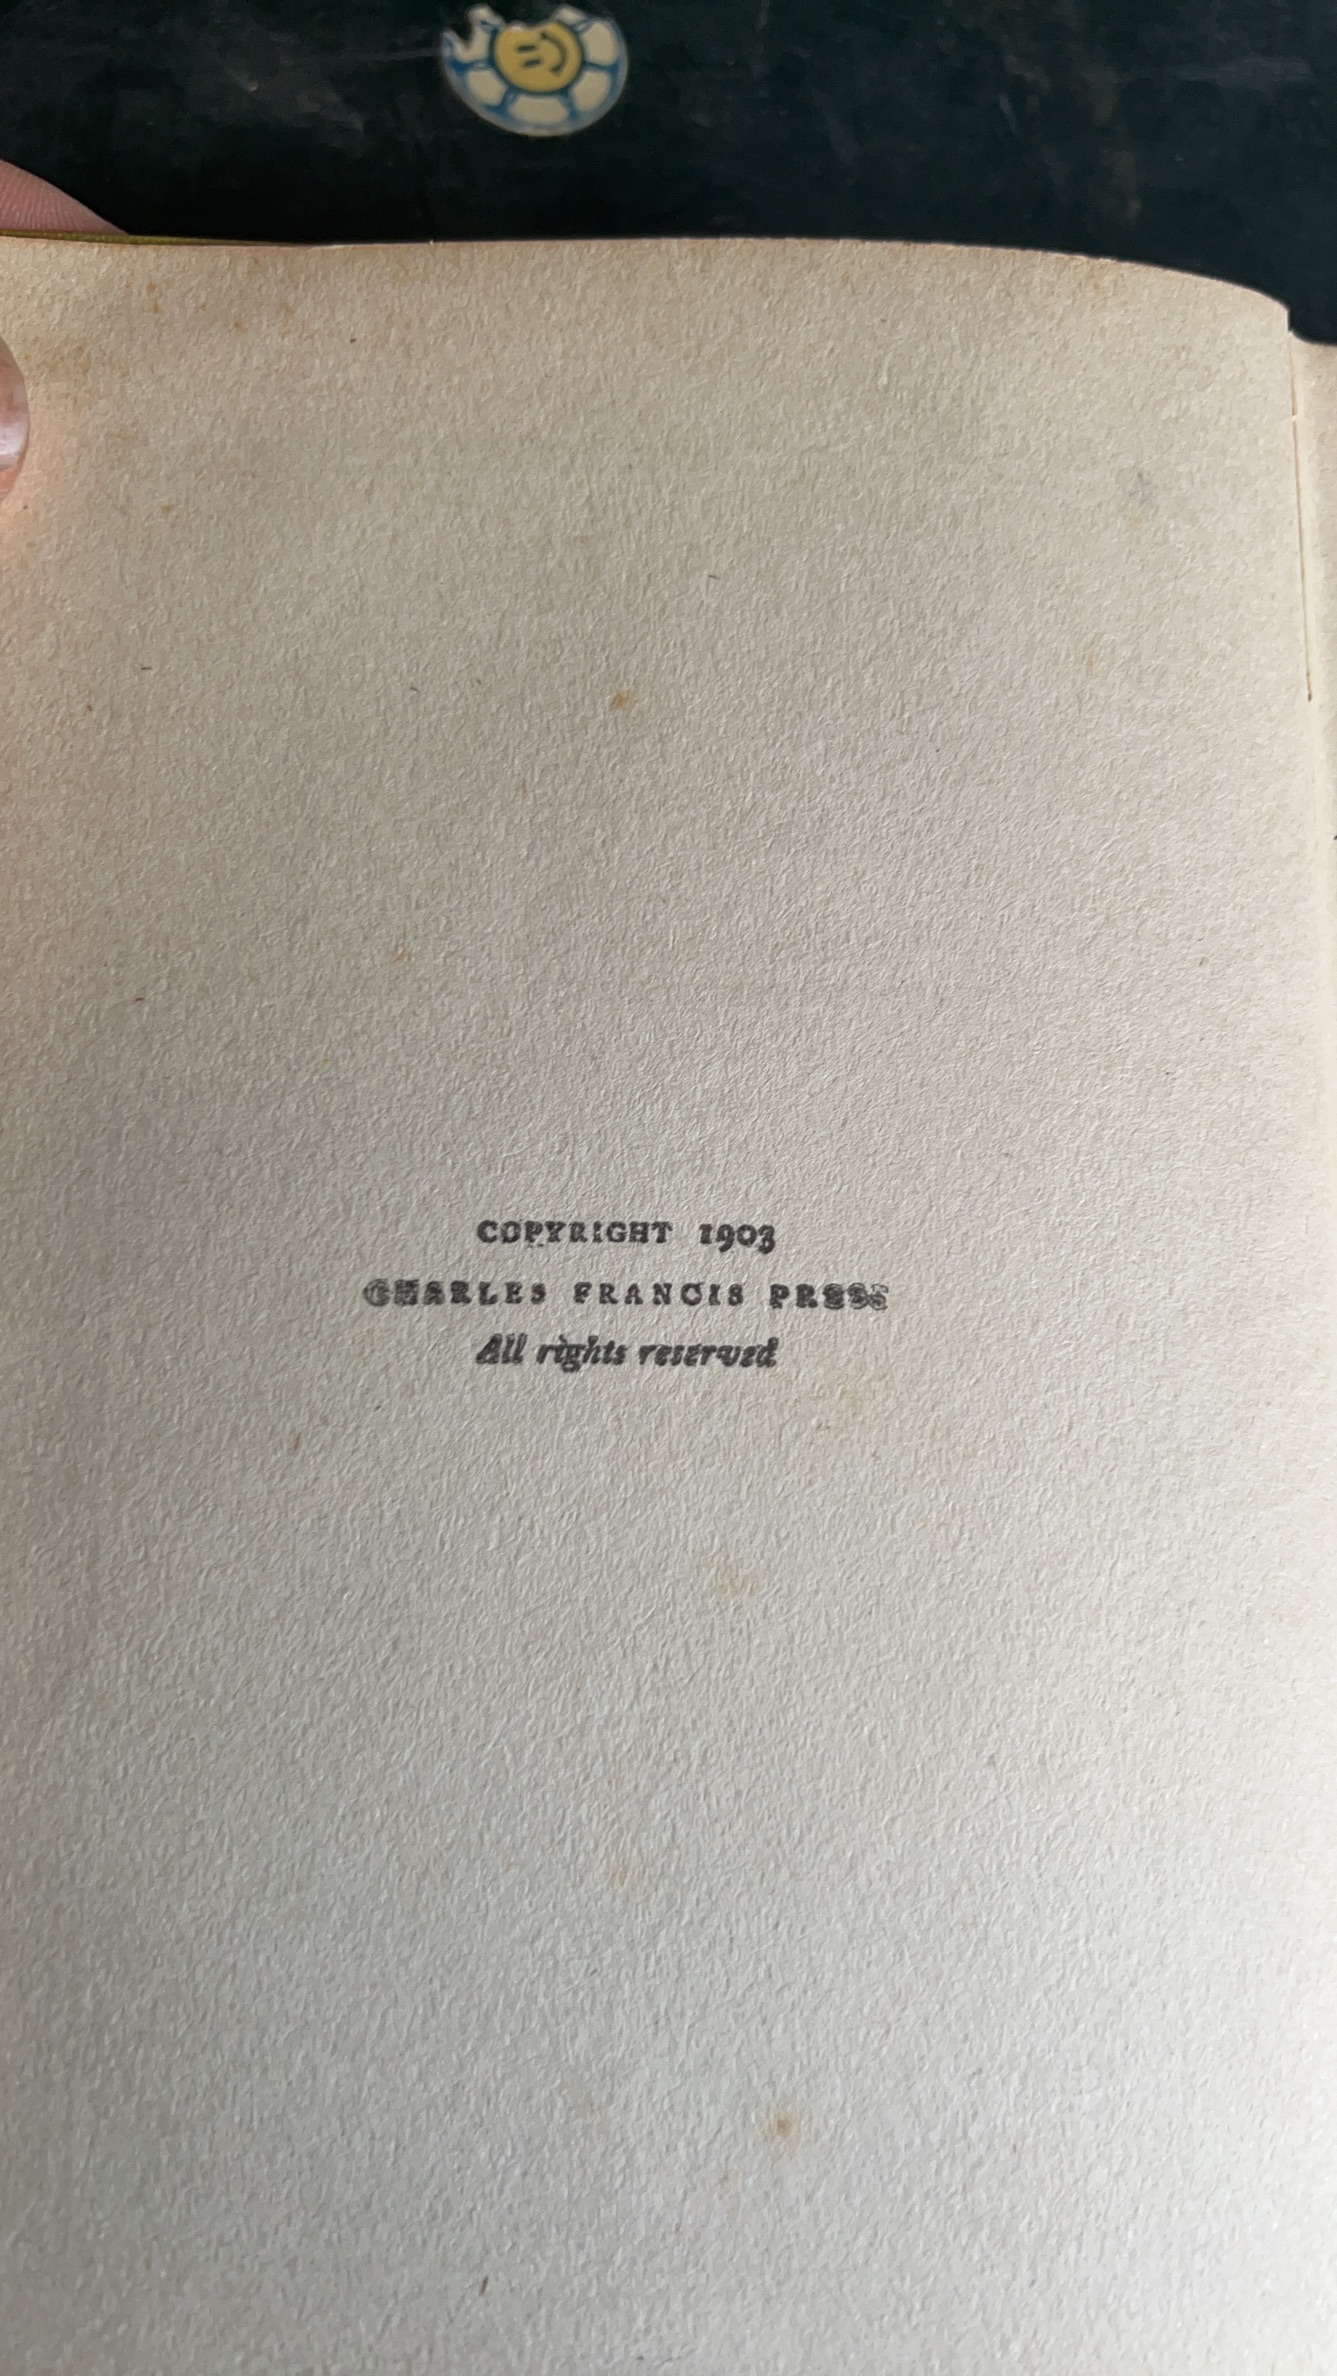 COPYRIGHT 1903
CHARLES FRANCIS PRESS
All rights reserved